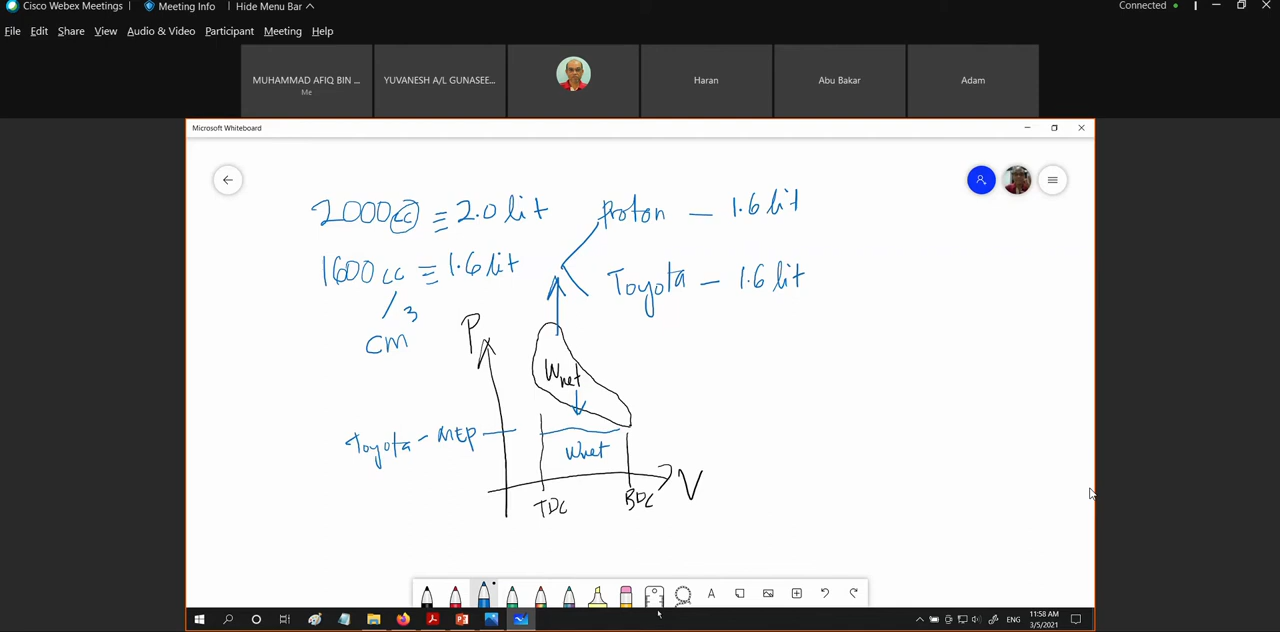 Cisco Webex Meetings | Meeting Info | Hide Menu Bar Connected
File Edit Share View Audio & Video Participant Meeting Help
MUHAMMAD AFIQ BIN ... YUVANESH A/L GUNASEE... Haran Abu Bakar Adam
Me
Microsoft Whiteboard
2000cc ≡ 2.0 lit proton — 1.6 lit
1600 cc ≡ 1.6 lit Toyota — 1.6 lit
cm³
P
Wnet
Toyota - MEP
Wnet
V
TDC BDC
A
ENG 11:58 AM
3/5/2021